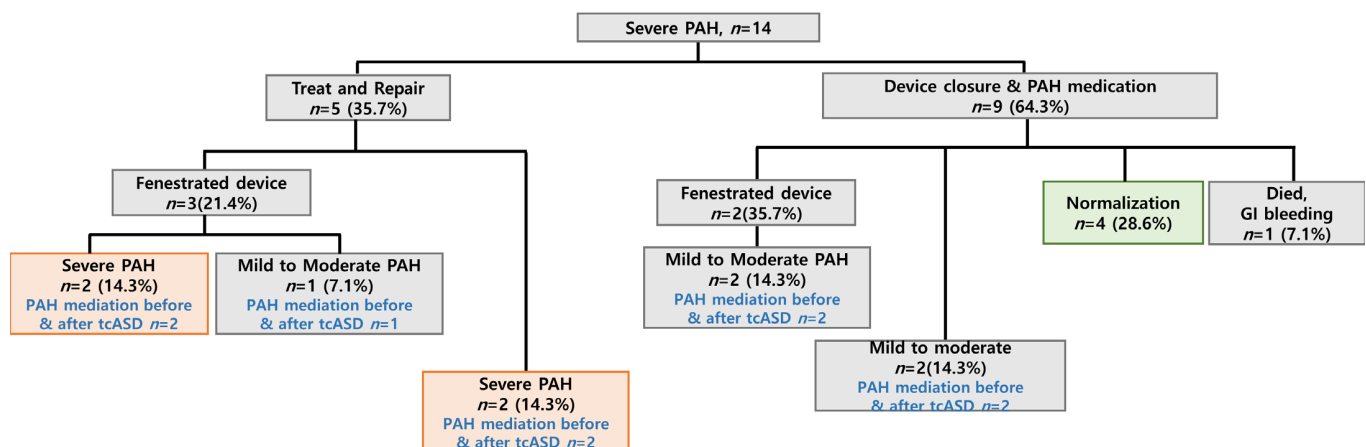 Severe PAH, n=14
Treat and Repair
n=5 (35.7%)
Device closure & PAH medication
n=9 (64.3%)
Fenestrated device
n=3(21.4%)
Severe PAH
n=2 (14.3%)
PAH mediation before
& after tcASD n=2
Mild to Moderate PAH
n=1 (7.1%)
PAH mediation before
& after tcASD n=1
Severe PAH
n=2 (14.3%)
PAH mediation before
& after tcASD n=2
Fenestrated device
n=2(35.7%)
Mild to Moderate PAH
n=2 (14.3%)
PAH mediation before
& after tcASD n=2
Mild to moderate
n=2(14.3%)
PAH mediation before
& after tcASD n=2
Normalization
n=4 (28.6%)
Died,
GI bleeding
n=1 (7.1%)